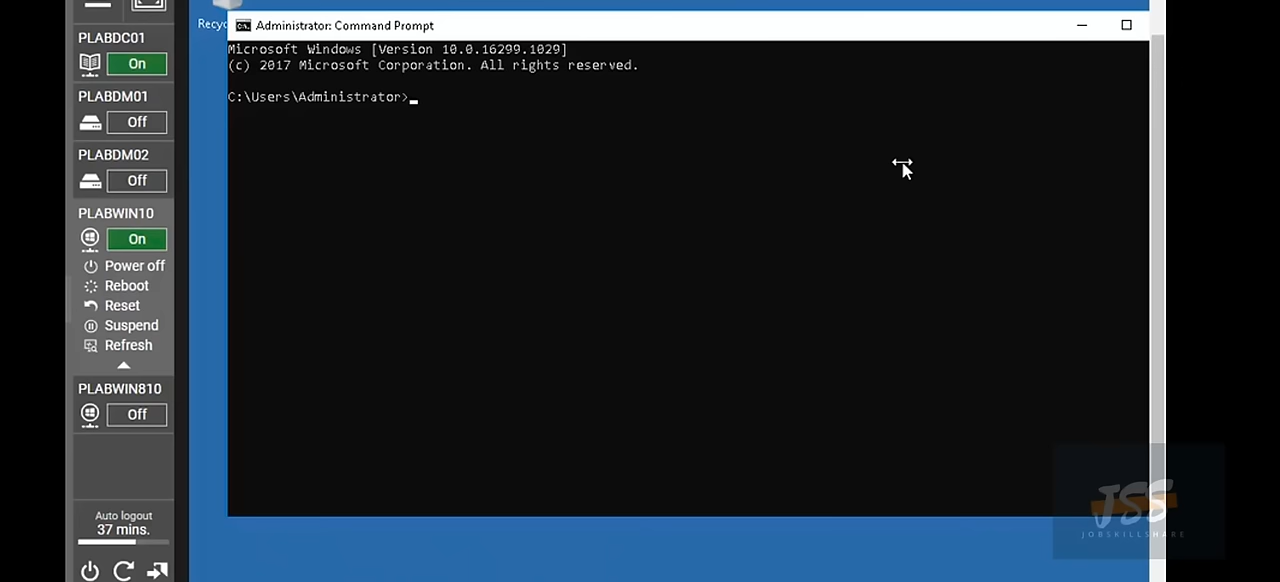 PLABDC01
On
PLABDM01
Off
PLABDM02
Off
PLABWIN10
On
Power off
Reboot
Reset
Suspend
Refresh
PLABWIN810
Off
Auto logout
37 mins.
Administrator: Command Prompt
Microsoft Windows [Version 10.0.16299.1029]
(c) 2017 Microsoft Corporation. All rights reserved.
C:\Users\Administrator>
JSS
JOBSKILLSHARE